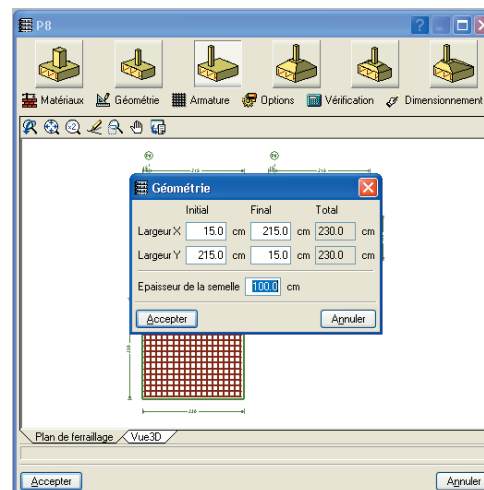 P8
Matériaux Géométrie Armature Options Vérification Dimensionnement
Géométrie
Initial Final Total
Largeur X 15.0 cm 215.0 cm 230.0 cm
Largeur Y 215.0 cm 15.0 cm 230.0 cm
Epaisseur de la semelle 100.0 cm
Accepter Annuler
Plan de ferraillage Vue3D
Accepter Annuler